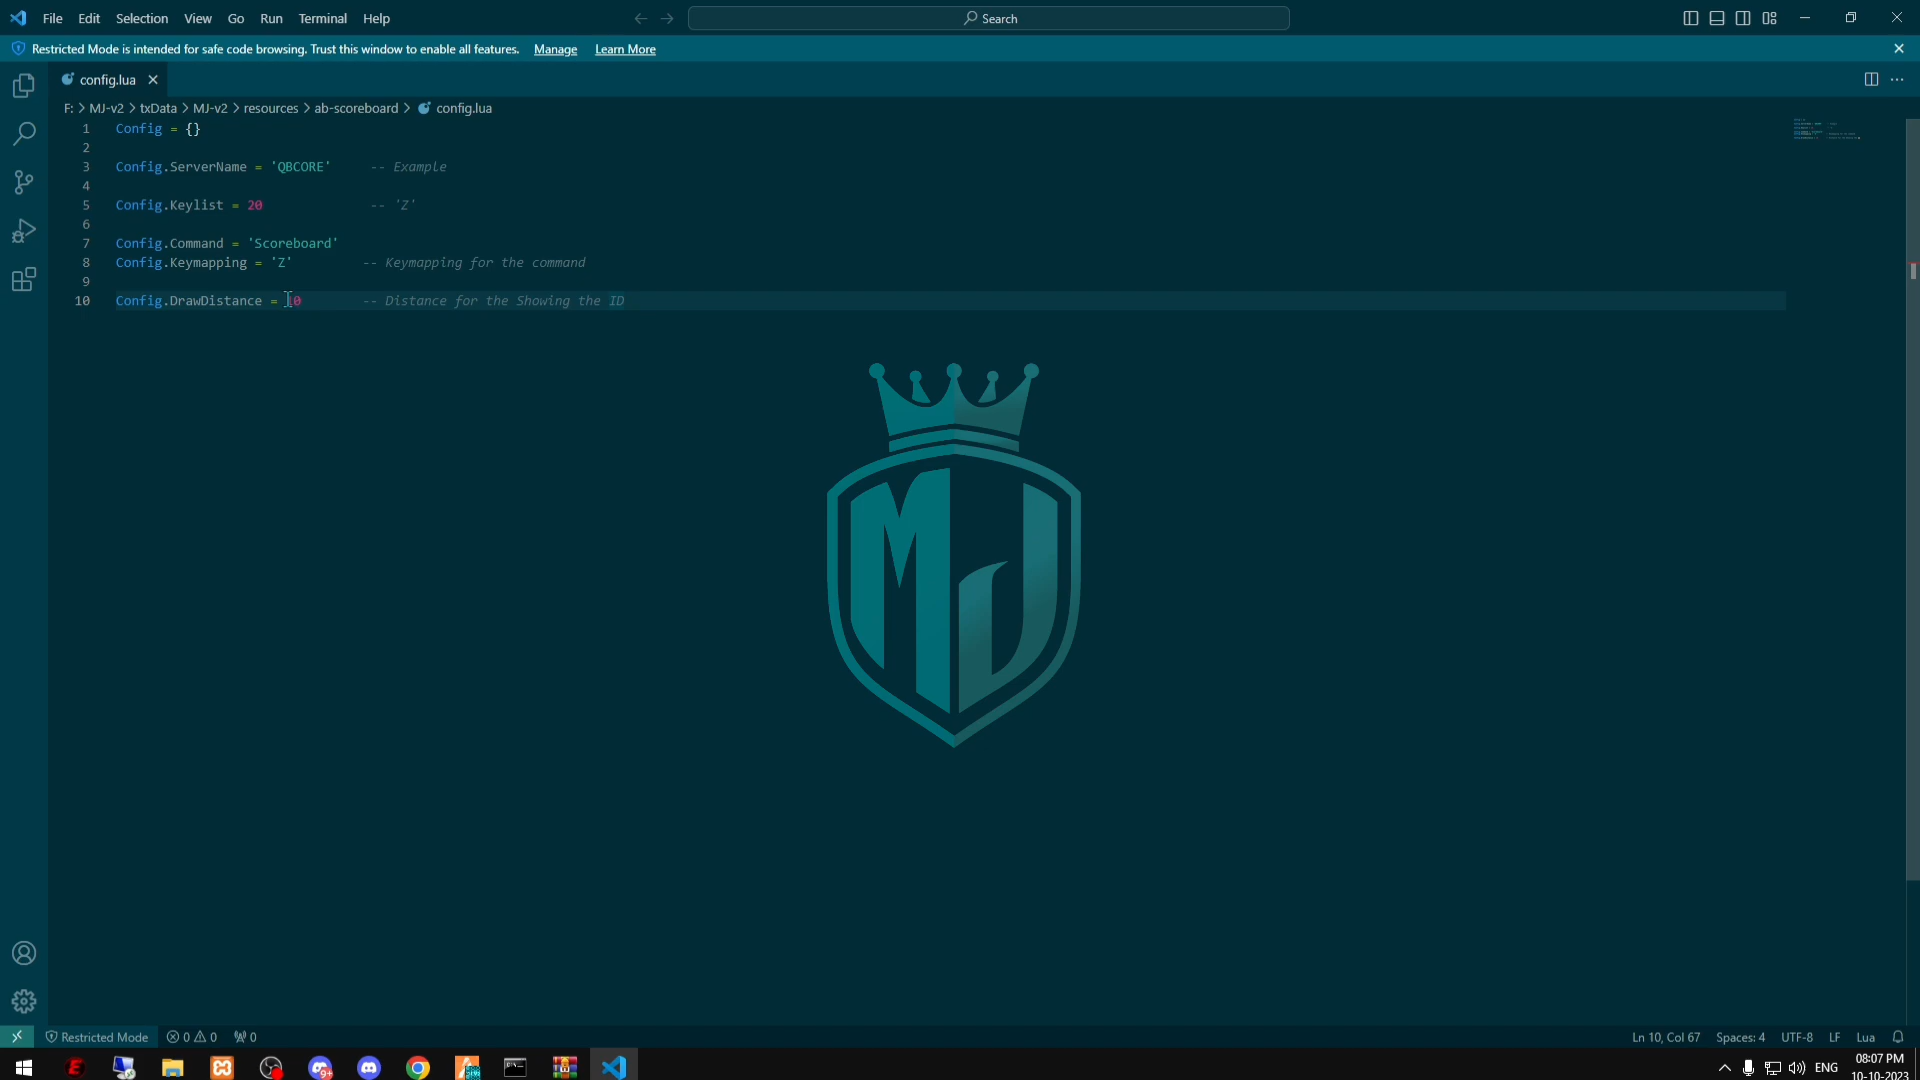 File Edit Selection View Go Run Terminal Help
Search
Restricted Mode is intended for safe code browsing. Trust this window to enable all features. Manage Learn More
config.lua
F: > MJ-v2 > txData > MJ-v2 > resources > ab-scoreboard > config.lua
1 Config = {}
2
3 Config.ServerName = 'QBCORE' -- Example
4
5 Config.Keylist = 20 -- 'Z'
6
7 Config.Command = 'Scoreboard'
8 Config.Keymapping = 'Z' -- Keymapping for the command
9
10 Config.DrawDistance = 10 -- Distance for the Showing the ID
MJ
Restricted Mode 0 0 0
Ln 10, Col 67 Spaces: 4 UTF-8 LF Lua
9+
ENG
08:07 PM
10-10-2023